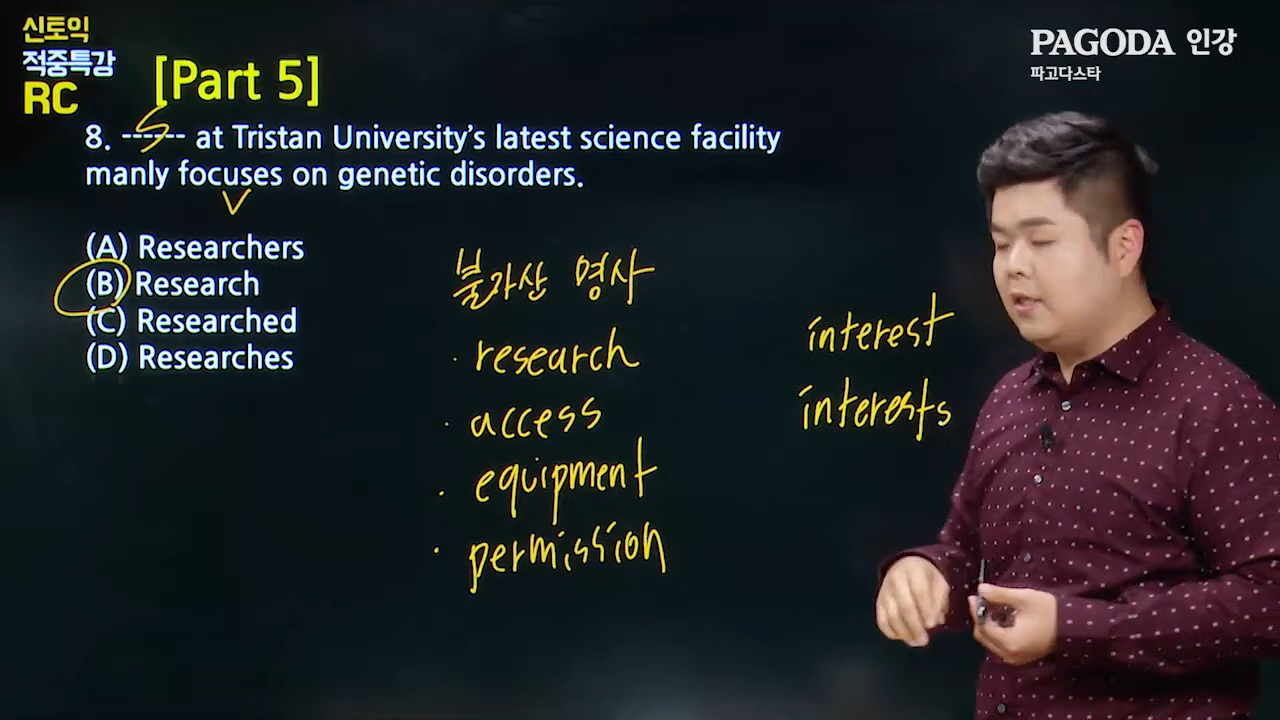 신토익
적중특강
RC
[Part 5]
PAGODA 인강
파고다스타
8. ------ at Tristan University's latest science facility
manly focuses on genetic disorders.
S
V
(A) Researchers
(B) Research
(C) Researched
(D) Researches
불가산 명사
· research
· access
· equipment
· permission
interest
interests